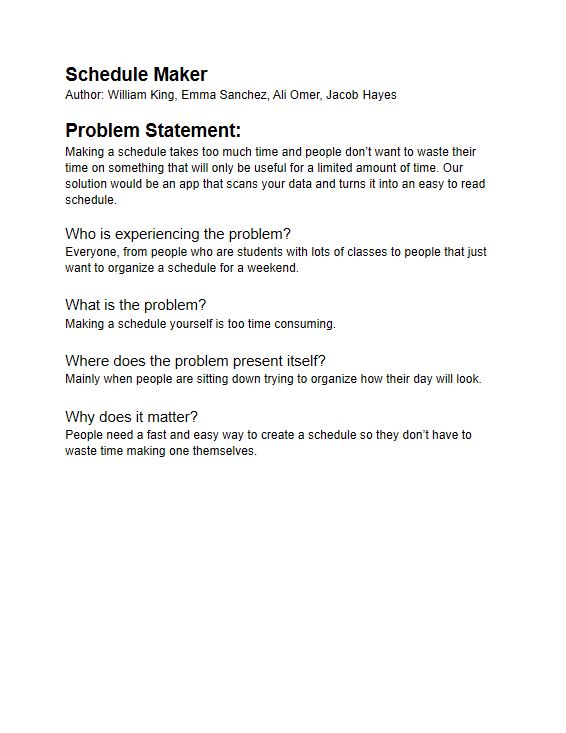 Schedule Maker
Author: William King, Emma Sanchez, Ali Omer, Jacob Hayes
Problem Statement:
Making a schedule takes too much time and people don’t want to waste their
time on something that will only be useful for a limited amount of time. Our
solution would be an app that scans your data and turns it into an easy to read
schedule.
Who is experiencing the problem?
Everyone, from people who are students with lots of classes to people that just
want to organize a schedule for a weekend.
What is the problem?
Making a schedule yourself is too time consuming.
Where does the problem present itself?
Mainly when people are sitting down trying to organize how their day will look.
Why does it matter?
People need a fast and easy way to create a schedule so they don’t have to
waste time making one themselves.